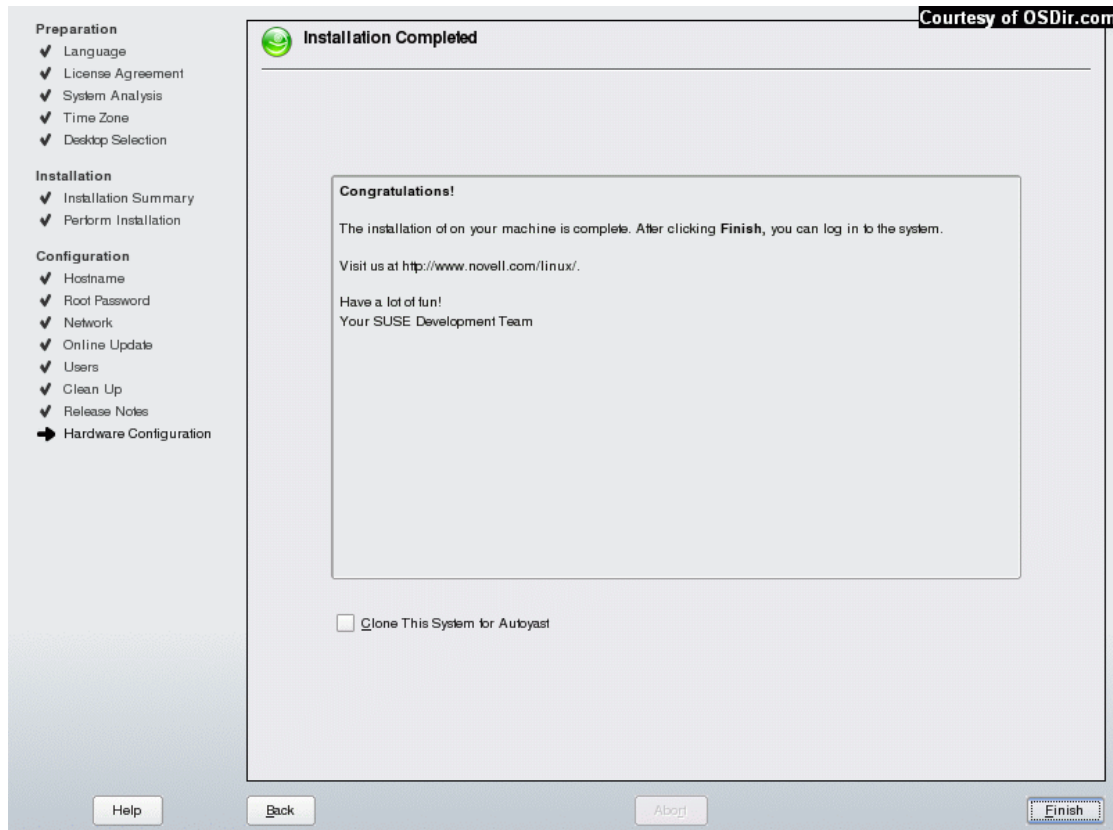 Courtesy of OSDir.com
Preparation
Language
License Agreement
System Analysis
Time Zone
Desktop Selection
Installation
Installation Summary
Perform Installation
Configuration
Hostname
Root Password
Network
Online Update
Users
Clean Up
Release Notes
Hardware Configuration
Installation Completed
Congratulations!
The installation of on your machine is complete. After clicking Finish, you can log in to the system.
Visit us at http://www.novell.com/linux/.
Have a lot of fun!
Your SUSE Development Team
Clone This System for Autoyast
Help
Back
Abort
Finish